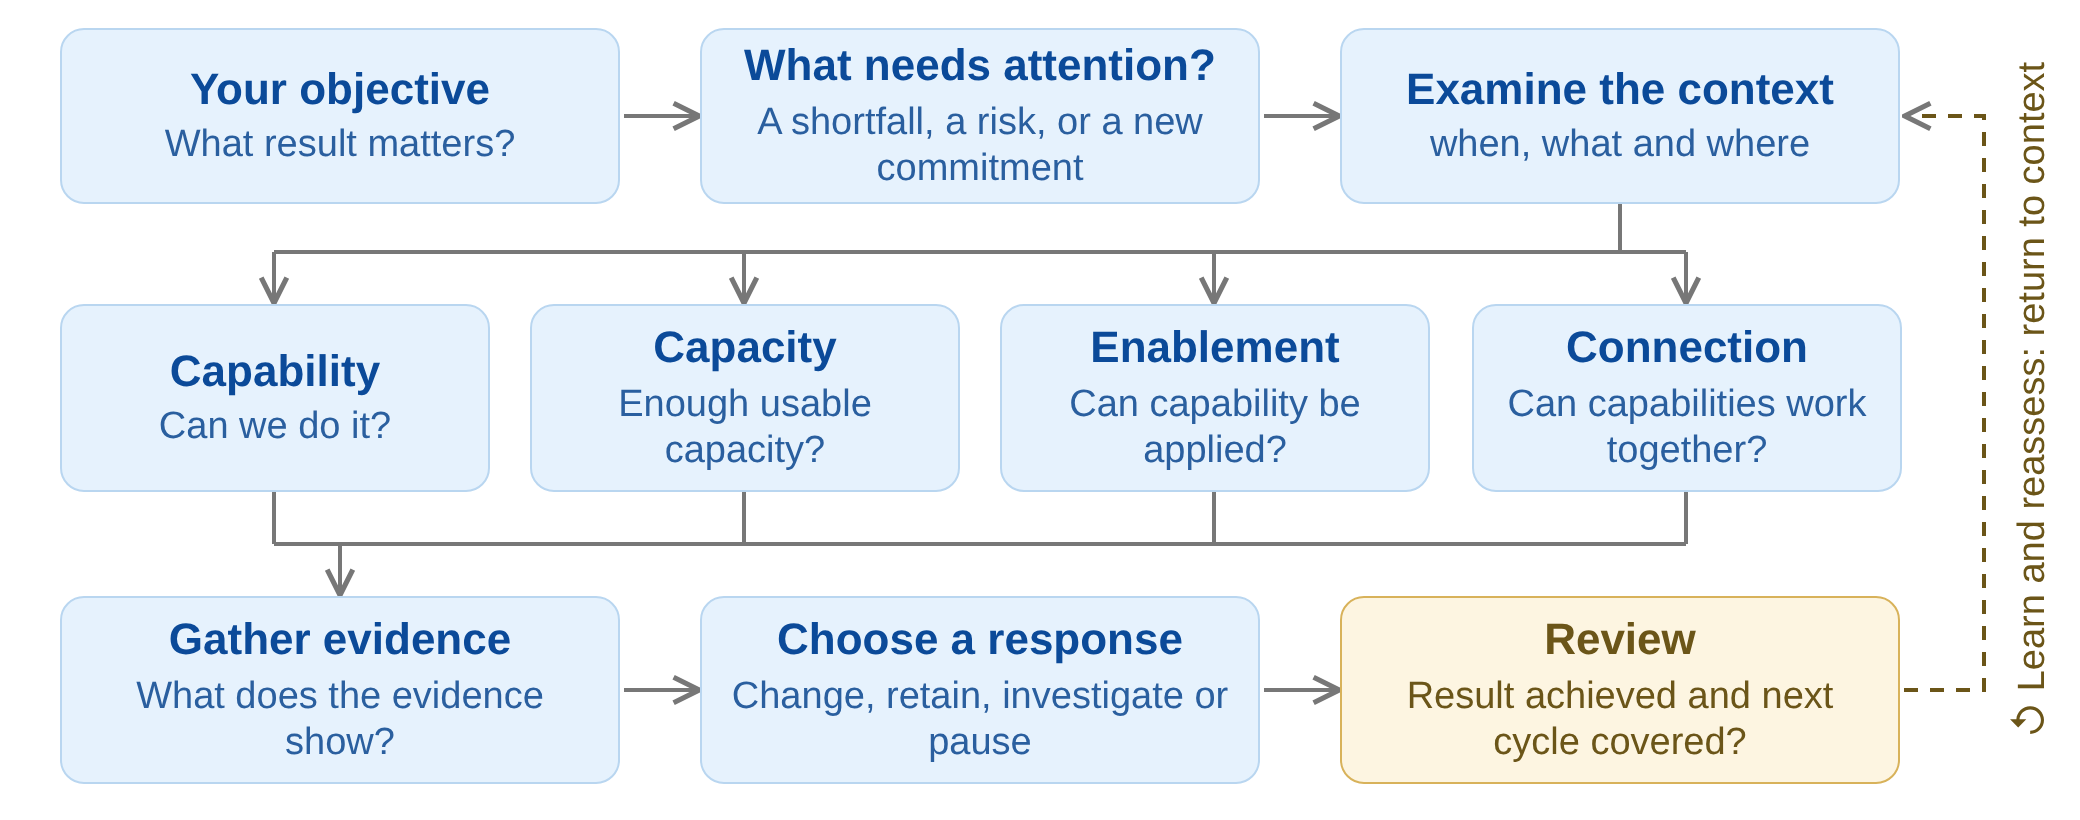 Your objective
What result matters?
What needs attention?
A shortfall, a risk, or a new
commitment
Examine the context
when, what and where
Capability
Can we do it?
Capacity
Enough usable
capacity?
Enablement
Can capability be
applied?
Connection
Can capabilities work
together?
Gather evidence
What does the evidence
show?
Choose a response
Change, retain, investigate or
pause
Review
Result achieved and next
cycle covered?
Learn and reassess: return to context